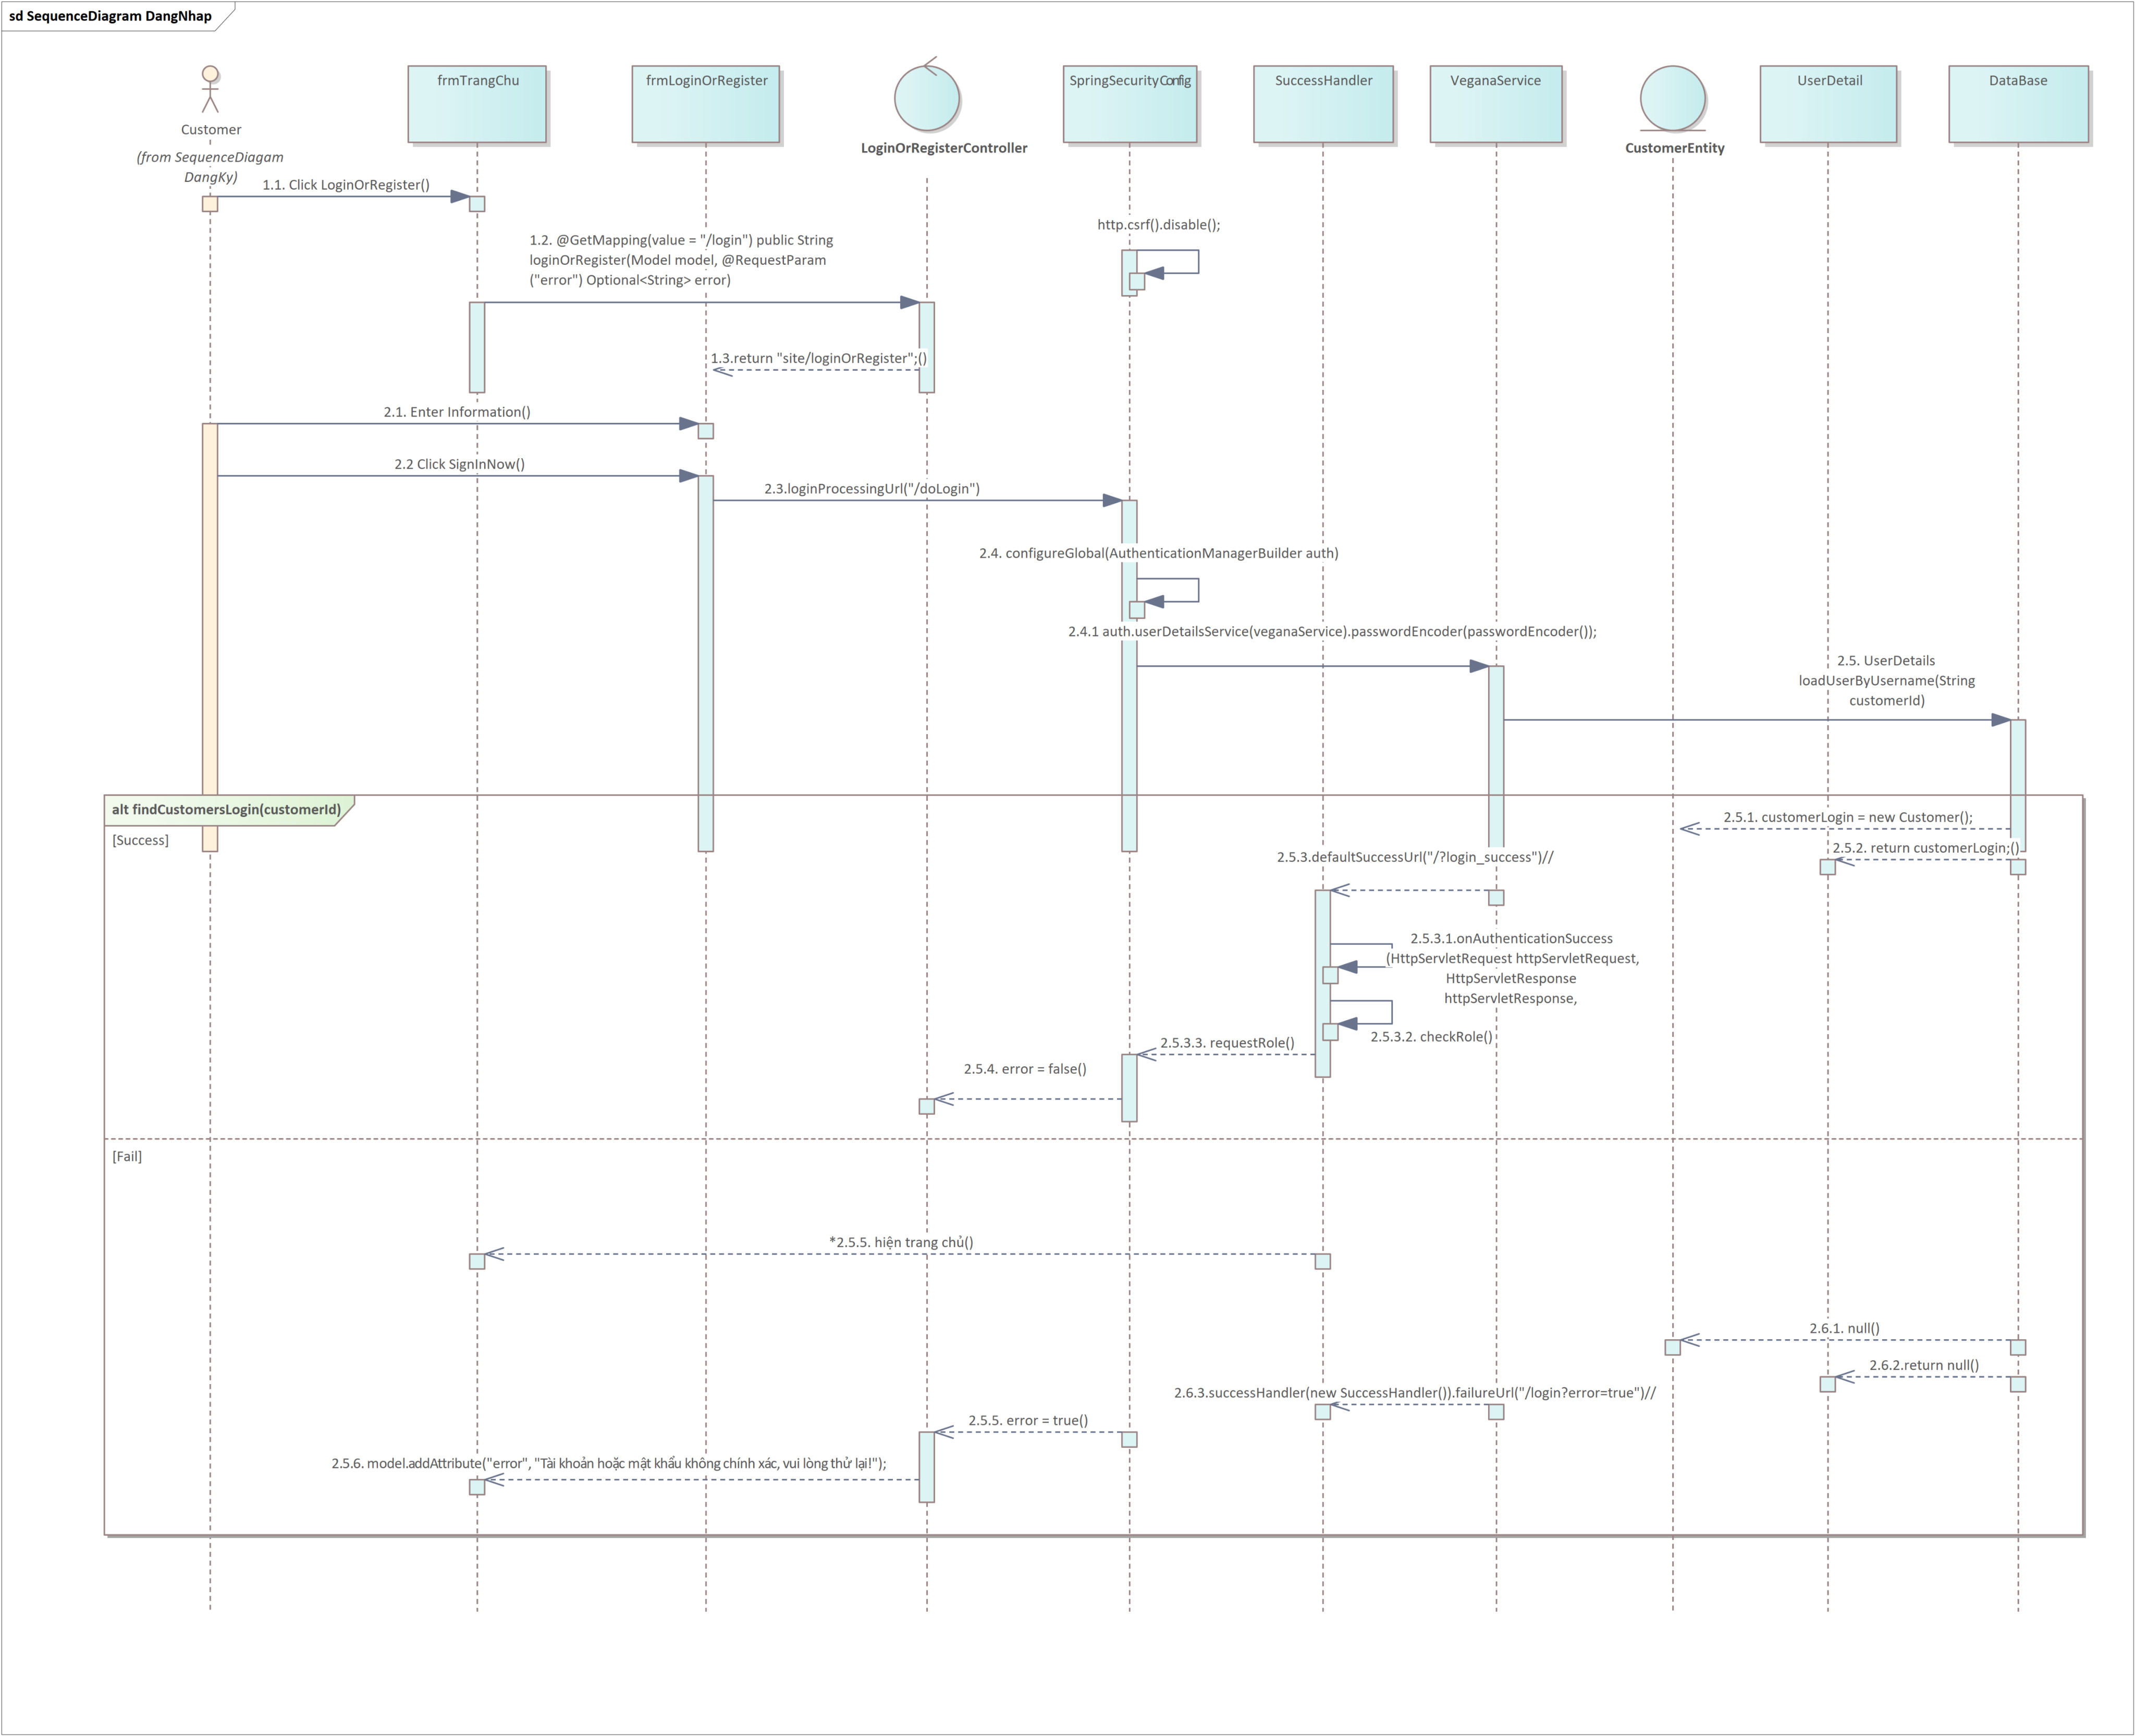 sd SequenceDiagram DangNhap
Customer
(from SequenceDiagam
DangKy)
frmTrangChu
frmLoginOrRegister
LoginOrRegisterController
SpringSecurityConfig
SuccessHandler
VeganaService
CustomerEntity
UserDetail
DataBase
1.1. Click LoginOrRegister()
http.csrf().disable();
1.2. @GetMapping(value = "/login") public String
loginOrRegister(Model model, @RequestParam
("error") Optional<String> error)
1.3.return "site/loginOrRegister";()
2.1. Enter Information()
2.2 Click SignInNow()
2.3.loginProcessingUrl("/doLogin")
2.4. configureGlobal(AuthenticationManagerBuilder auth)
2.4.1 auth.userDetailsService(veganaService).passwordEncoder(passwordEncoder());
2.5. UserDetails
loadUserByUsername(String
customerId)
alt findCustomersLogin(customerId)
[Success]
2.5.1. customerLogin = new Customer();
2.5.2. return customerLogin;()
2.5.3.defaultSuccessUrl("/?login_success")//
2.5.3.1.onAuthenticationSuccess
(HttpServletRequest httpServletRequest,
HttpServletResponse
httpServletResponse,
2.5.3.2. checkRole()
2.5.3.3. requestRole()
2.5.4. error = false()
[Fail]
*2.5.5. hiện trang chủ()
2.6.1. null()
2.6.2.return null()
2.6.3.successHandler(new SuccessHandler()).failureUrl("/login?error=true")//
2.5.5. error = true()
2.5.6. model.addAttribute("error", "Tài khoản hoặc mật khẩu không chính xác, vui lòng thử lại!");